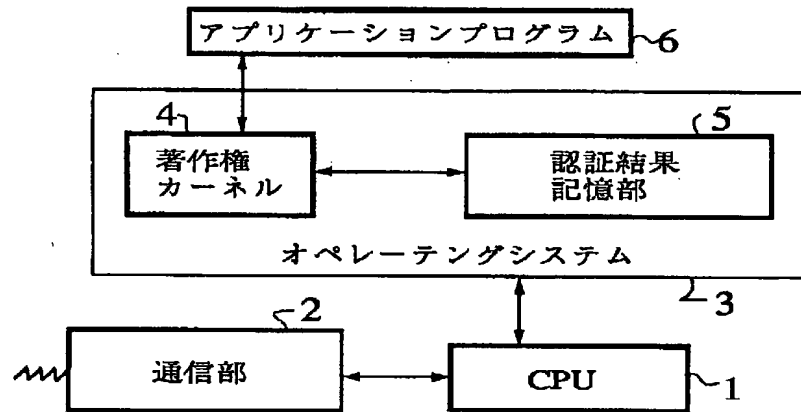 アプリケーションプログラム
6
4
5
著作権
カーネル
認証結果
記憶部
オペレーテングシステム
3
2
通信部
CPU
1